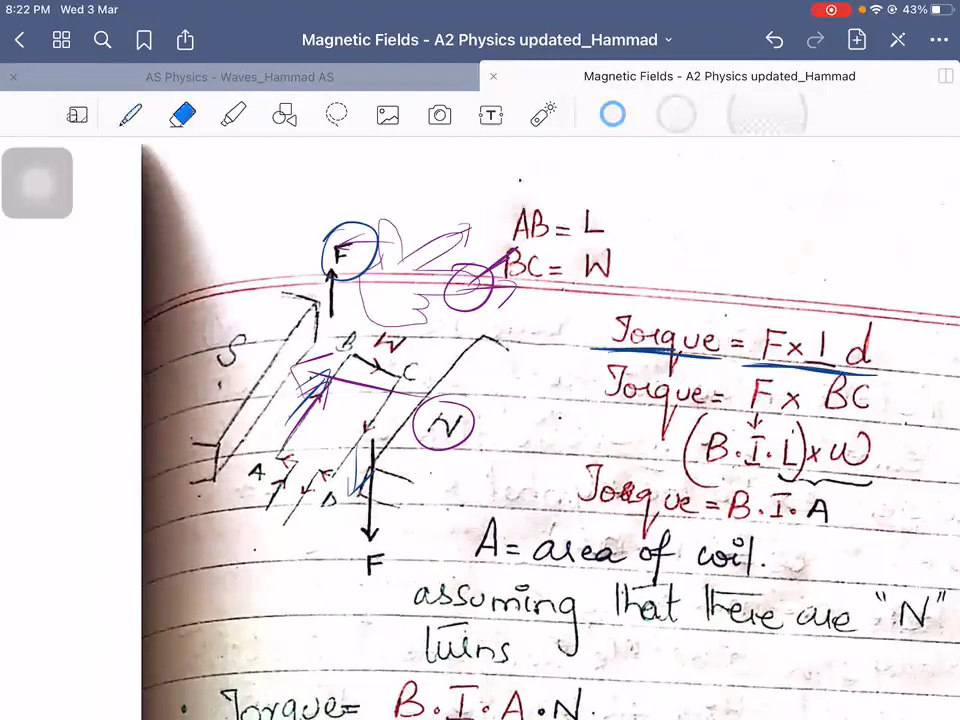 8:22 PM Wed 3 Mar
43%
Magnetic Fields - A2 Physics updated_Hammad
AS Physics - Waves_Hammad AS
Magnetic Fields - A2 Physics updated_Hammad
T
AB = L
BC = W
F
S
B
W
C
N
A
D
F
Torque = F x ⊥ d
Torque = F x BC
(B.I.L) x W
Torque = B.I.A
A = area of coil.
assuming that there are "N"
turns
Torque = B.I.A.N.